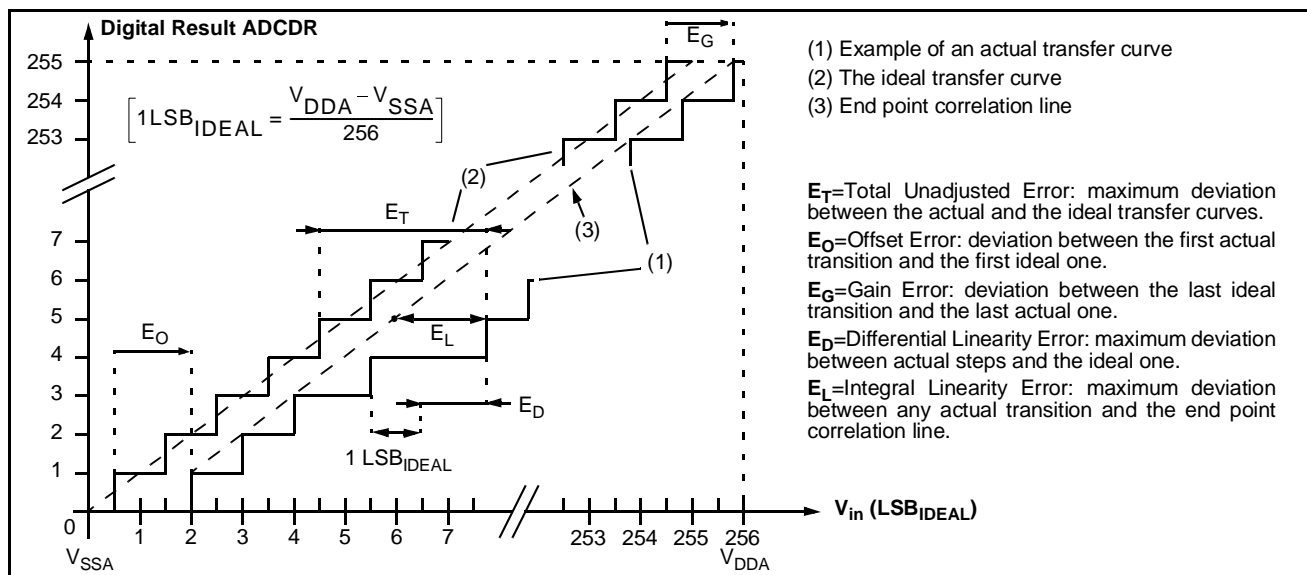 Digital Result ADCDR
E_G
255
254
253
[1LSB_IDEAL = (V_DDA – V_SSA) / 256]
(2)
E_T
(3)
(1)
7
6
5
4
3
2
1
0
E_O
E_L
E_D
1 LSB_IDEAL
1 2 3 4 5 6 7 253 254 255 256
V_in (LSB_IDEAL)
V_SSA
V_DDA
(1) Example of an actual transfer curve
(2) The ideal transfer curve
(3) End point correlation line
E_T=Total Unadjusted Error: maximum deviation
between the actual and the ideal transfer curves.
E_O=Offset Error: deviation between the first actual
transition and the first ideal one.
E_G=Gain Error: deviation between the last ideal
transition and the last actual one.
E_D=Differential Linearity Error: maximum deviation
between actual steps and the ideal one.
E_L=Integral Linearity Error: maximum deviation
between any actual transition and the end point
correlation line.